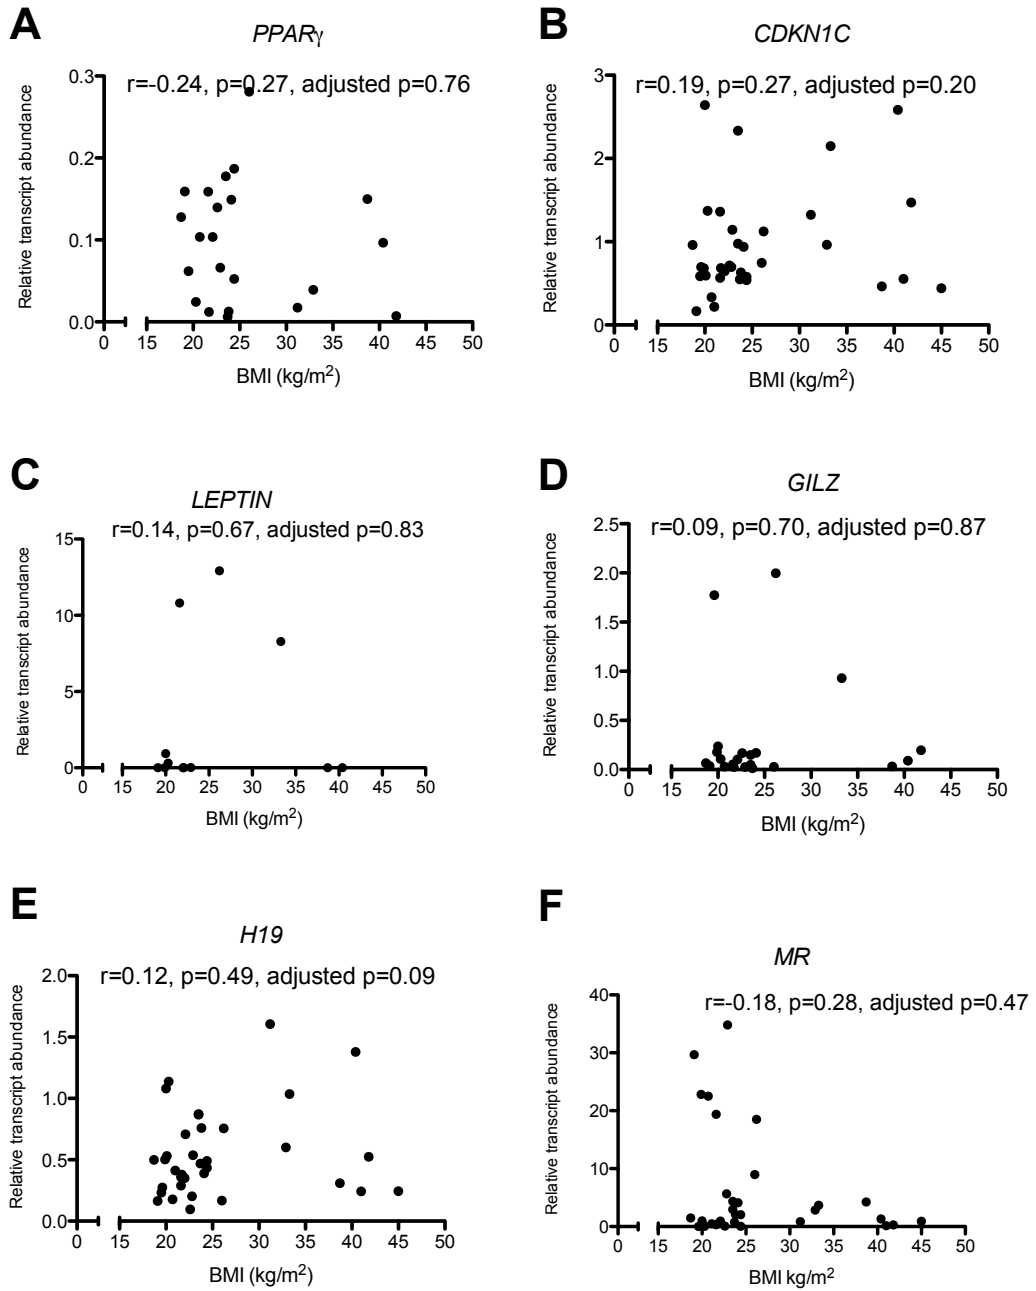 A
PPARγ
r=-0.24, p=0.27, adjusted p=0.76
Relative transcript abundance
0.3
0.2
0.1
0.0
0 15 20 25 30 35 40 45 50
BMI (kg/m²)
B
CDKN1C
r=0.19, p=0.27, adjusted p=0.20
Relative transcript abundance
3
2
1
0
0 15 20 25 30 35 40 45 50
BMI (kg/m²)
C
LEPTIN
r=0.14, p=0.67, adjusted p=0.83
Relative transcript abundance
15
10
5
0
0 15 20 25 30 35 40 45 50
BMI (kg/m²)
D
GILZ
r=0.09, p=0.70, adjusted p=0.87
Relative transcript abundance
2.5
2.0
1.5
1.0
0.5
0.0
0 15 20 25 30 35 40 45 50
BMI (kg/m²)
E
H19
r=0.12, p=0.49, adjusted p=0.09
Relative transcript abundance
2.0
1.5
1.0
0.5
0.0
0 15 20 25 30 35 40 45 50
BMI (kg/m²)
F
MR
r=-0.18, p=0.28, adjusted p=0.47
Relative transcript abundance
40
30
20
10
0
0 15 20 25 30 35 40 45 50
BMI kg/m²